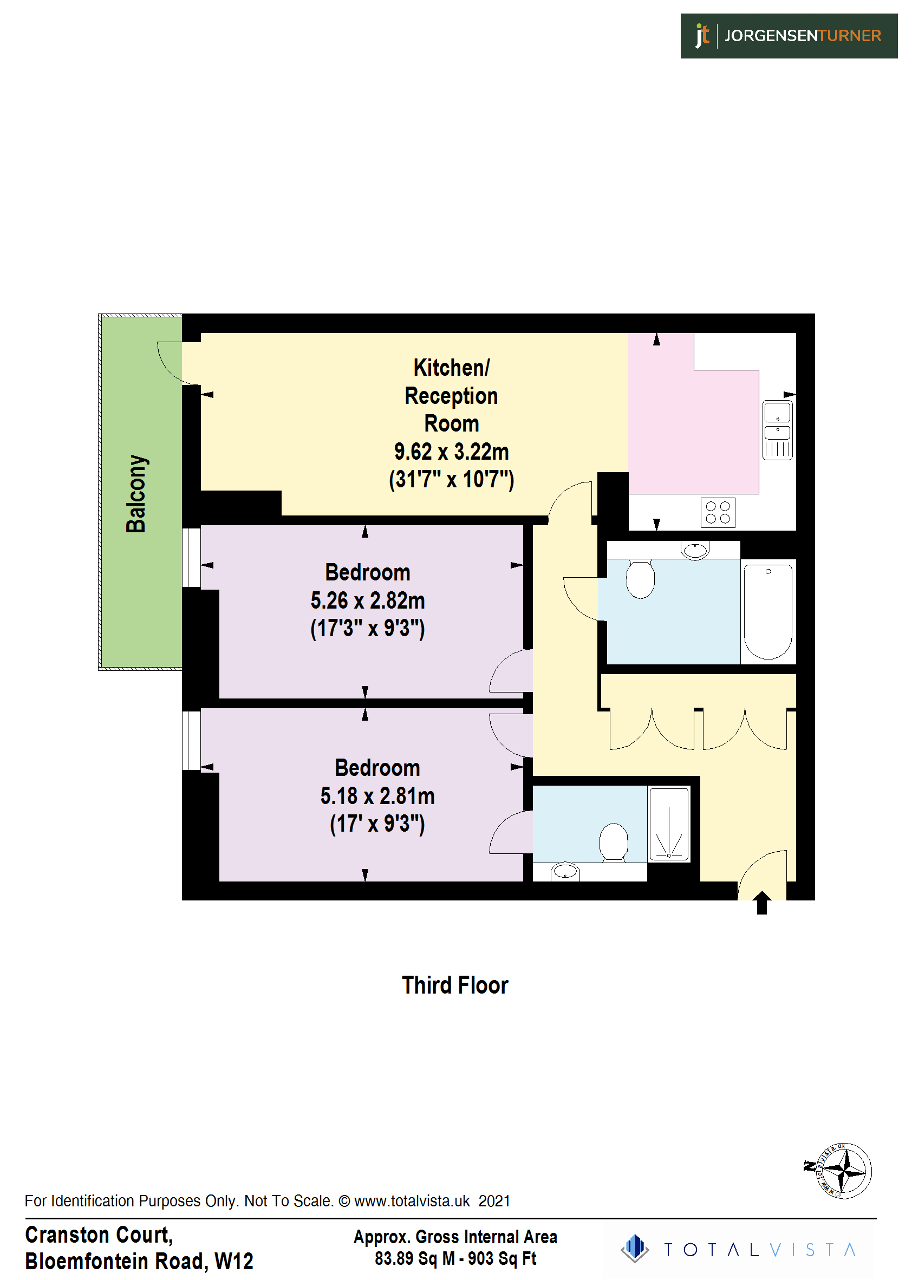 jt | JORGENSENTURNER
Kitchen/
Reception
Room
9.62 x 3.22m
(31'7" x 10'7")
Balcony
Bedroom
5.26 x 2.82m
(17'3" x 9'3")
Bedroom
5.18 x 2.81m
(17' x 9'3")
Third Floor
N
For Identification Purposes Only. Not To Scale. © www.totalvista.uk 2021
Cranston Court,
Bloemfontein Road, W12
Approx. Gross Internal Area
83.89 Sq M - 903 Sq Ft
TOTALVISTA